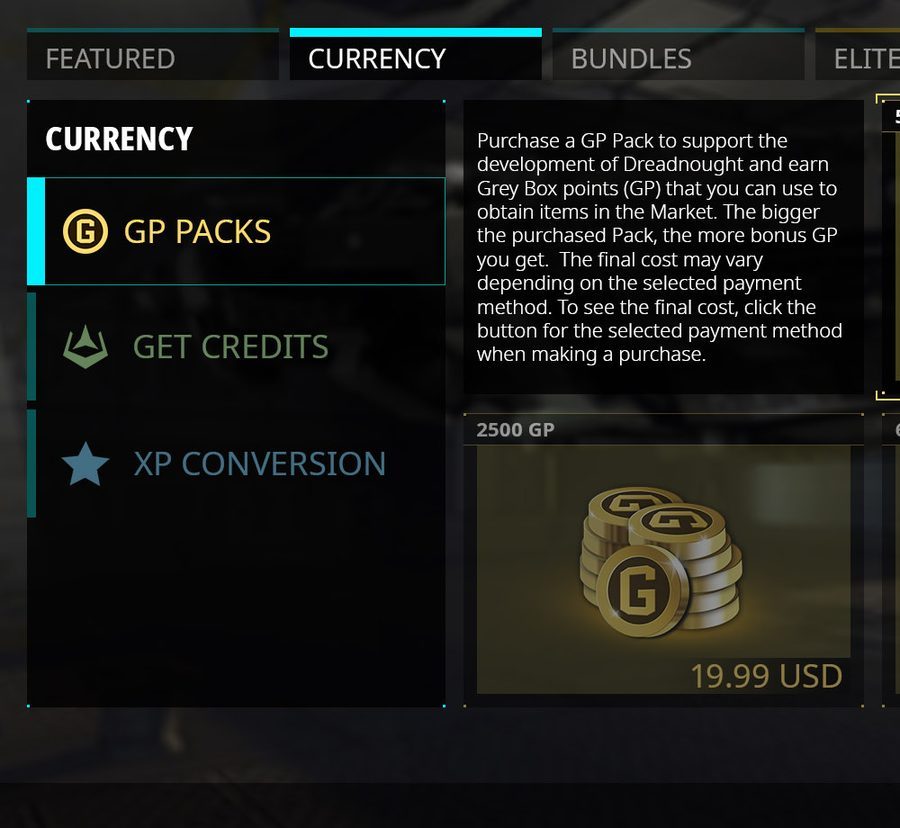 FEATURED
CURRENCY
BUNDLES
ELITE
CURRENCY
G GP PACKS
GET CREDITS
XP CONVERSION
Purchase a GP Pack to support the
development of Dreadnought and earn
Grey Box points (GP) that you can use to
obtain items in the Market. The bigger
the purchased Pack, the more bonus GP
you get.  The final cost may vary
depending on the selected payment
method. To see the final cost, click the
button for the selected payment method
when making a purchase.
2500 GP
G
19.99 USD